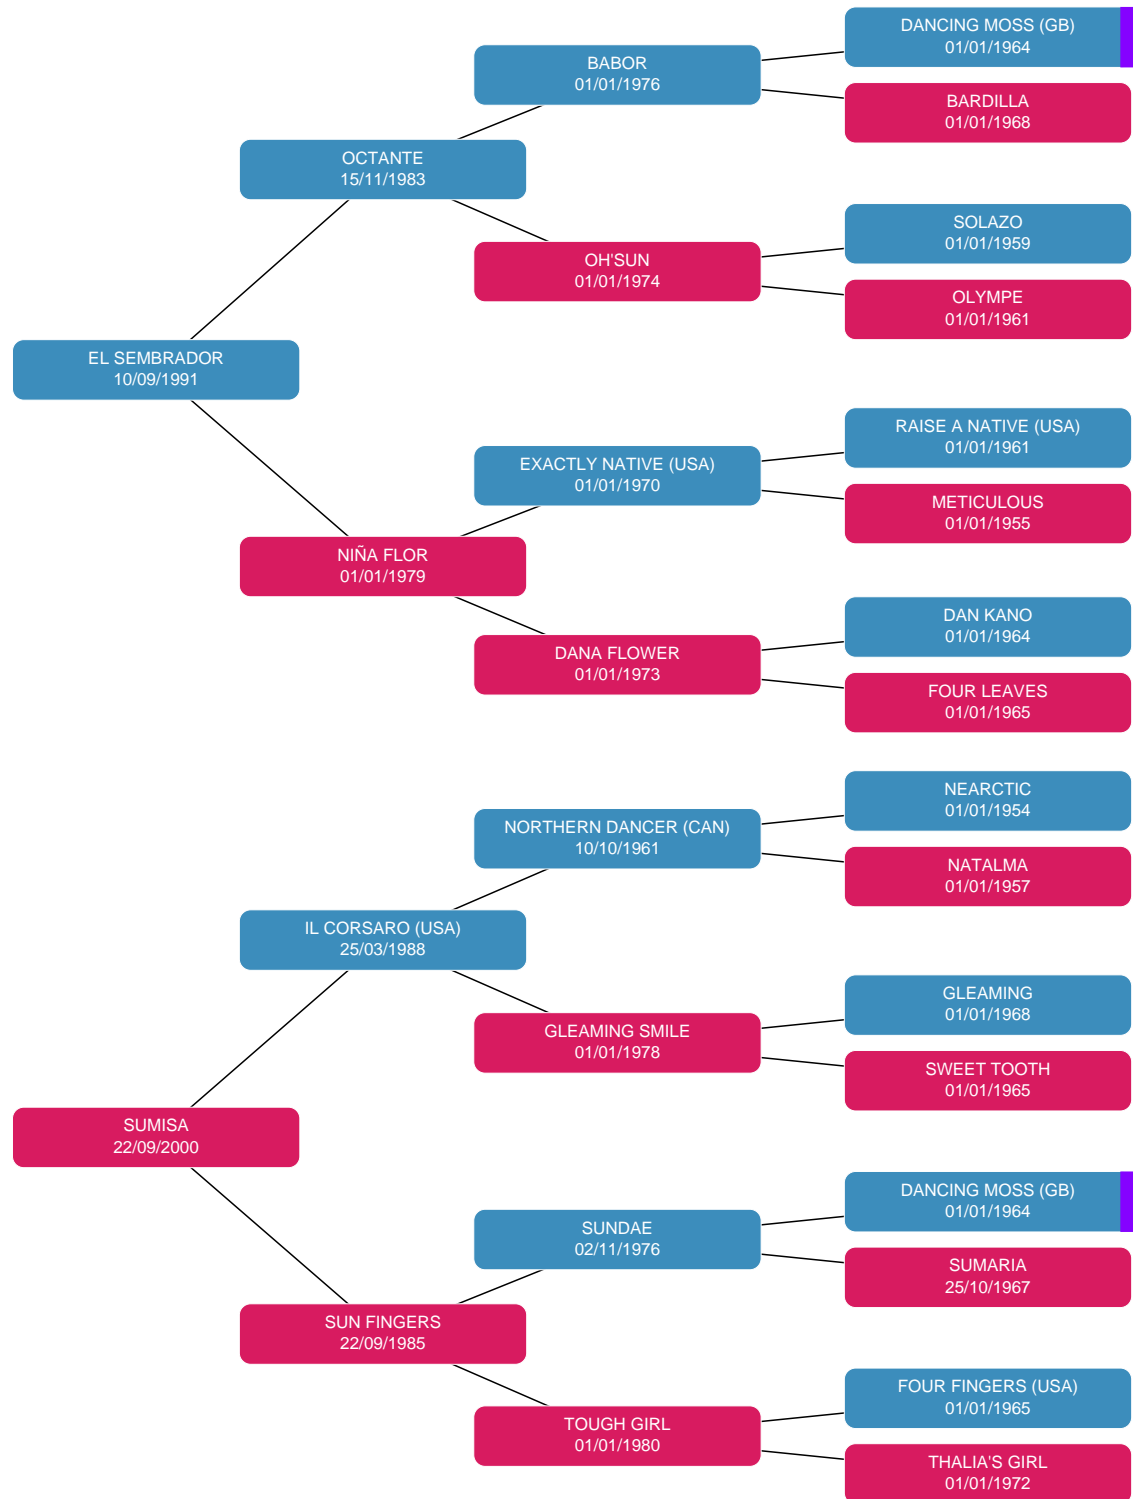 DANCING MOSS (GB)
01/01/1964
BABOR
01/01/1976
BARDILLA
01/01/1968
OCTANTE
15/11/1983
SOLAZO
01/01/1959
OH'SUN
01/01/1974
OLYMPE
01/01/1961
EL SEMBRADOR
10/09/1991
RAISE A NATIVE (USA)
01/01/1961
EXACTLY NATIVE (USA)
01/01/1970
METICULOUS
01/01/1955
NIÑA FLOR
01/01/1979
DAN KANO
01/01/1964
DANA FLOWER
01/01/1973
FOUR LEAVES
01/01/1965
NEARCTIC
01/01/1954
NORTHERN DANCER (CAN)
10/10/1961
NATALMA
01/01/1957
IL CORSARO (USA)
25/03/1988
GLEAMING
01/01/1968
GLEAMING SMILE
01/01/1978
SWEET TOOTH
01/01/1965
SUMISA
22/09/2000
DANCING MOSS (GB)
01/01/1964
SUNDAE
02/11/1976
SUMARIA
25/10/1967
SUN FINGERS
22/09/1985
FOUR FINGERS (USA)
01/01/1965
TOUGH GIRL
01/01/1980
THALIA'S GIRL
01/01/1972